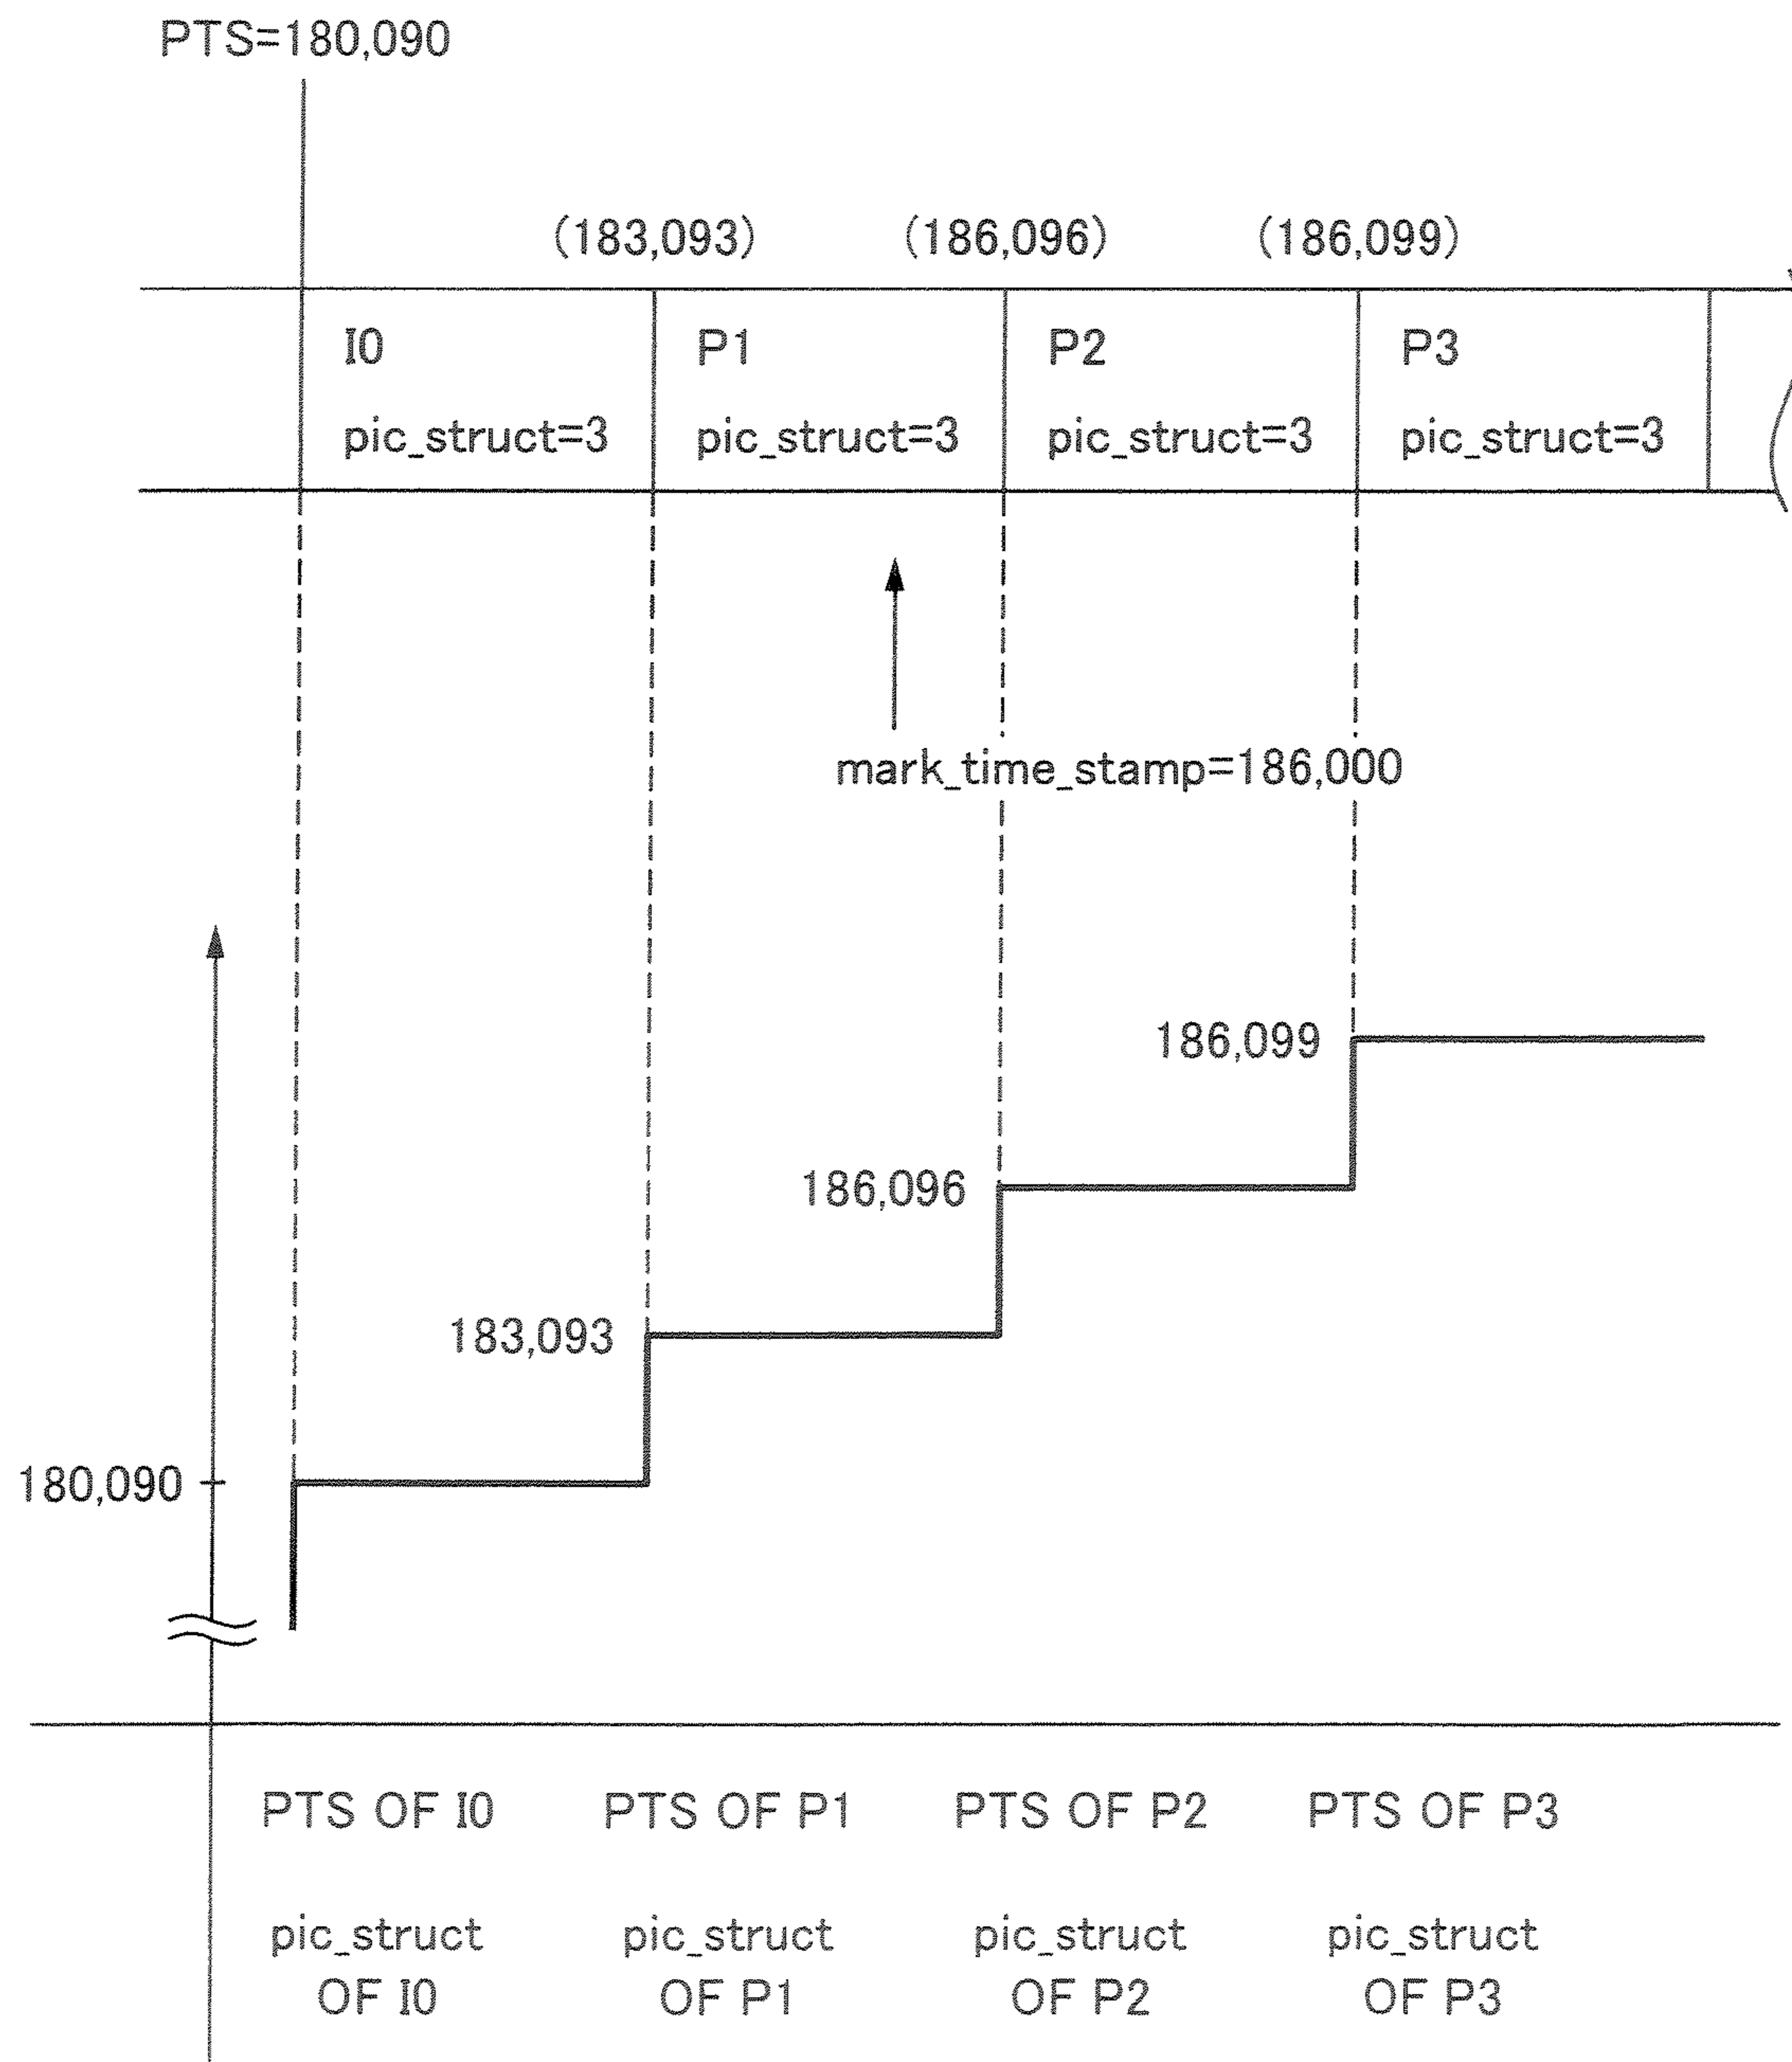 PTS=180,090
(183,093) (186,096) (186,099)
I0 P1 P2 P3
pic_struct=3 pic_struct=3 pic_struct=3 pic_struct=3
mark_time_stamp=186,000
186,099
186,096
183,093
180,090
PTS OF I0 PTS OF P1 PTS OF P2 PTS OF P3
pic_struct pic_struct pic_struct pic_struct
OF I0 OF P1 OF P2 OF P3